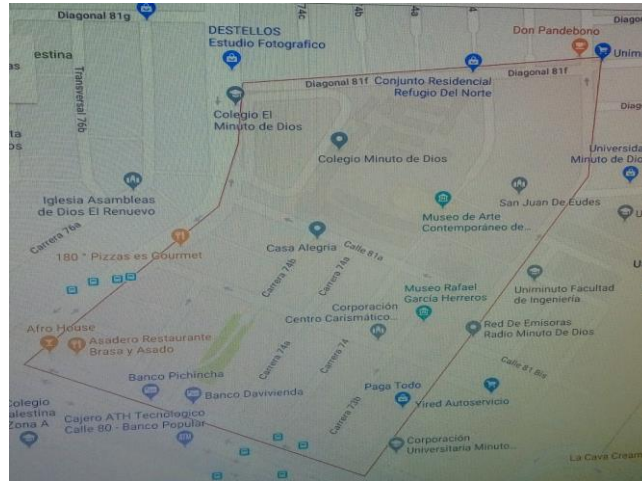 Diagonal 81g
74c
4b
4a
4
Diagonal
DESTELLOS
Estudio Fotografico
Don Pandebono
Unim
estina
Transversal 76b
Diagonal 81f
Conjunto Residencial
Refugio Del Norte
Diagonal 81f
Colegio El
Minuto de Dios
Colegio Minuto de Dios
Universida
Minuto de Dio
Iglesia Asambleas
de Dios El Renuevo
San Juan De Eudes
Museo de Arte
Contemporáneo de...
Carrera 76a
180 ° Pizzas es Gourmet
Casa Alegria
Calle 81a
Carrera 74b
Carrera 74a
Uniminuto Facultad
de Ingeniería
Museo Rafael
García Herreros
Corporación
Centro Carismático...
Red De Emisoras
Radio Minuto De Dios
Afro House
Asadero Restaurante
Brasa y Asado
Carrera 74a
Carrera 74
Calle 81 Bis
Banco Pichincha
Banco Davivienda
Paga Todo
Yired Autoservicio
Carrera 73b
Colegio
alestina
Zona A
Cajero ATH Tecnologico
Calle 80 - Banco Popular
Corporación
Universitaria Minuto...
La Cava Cream